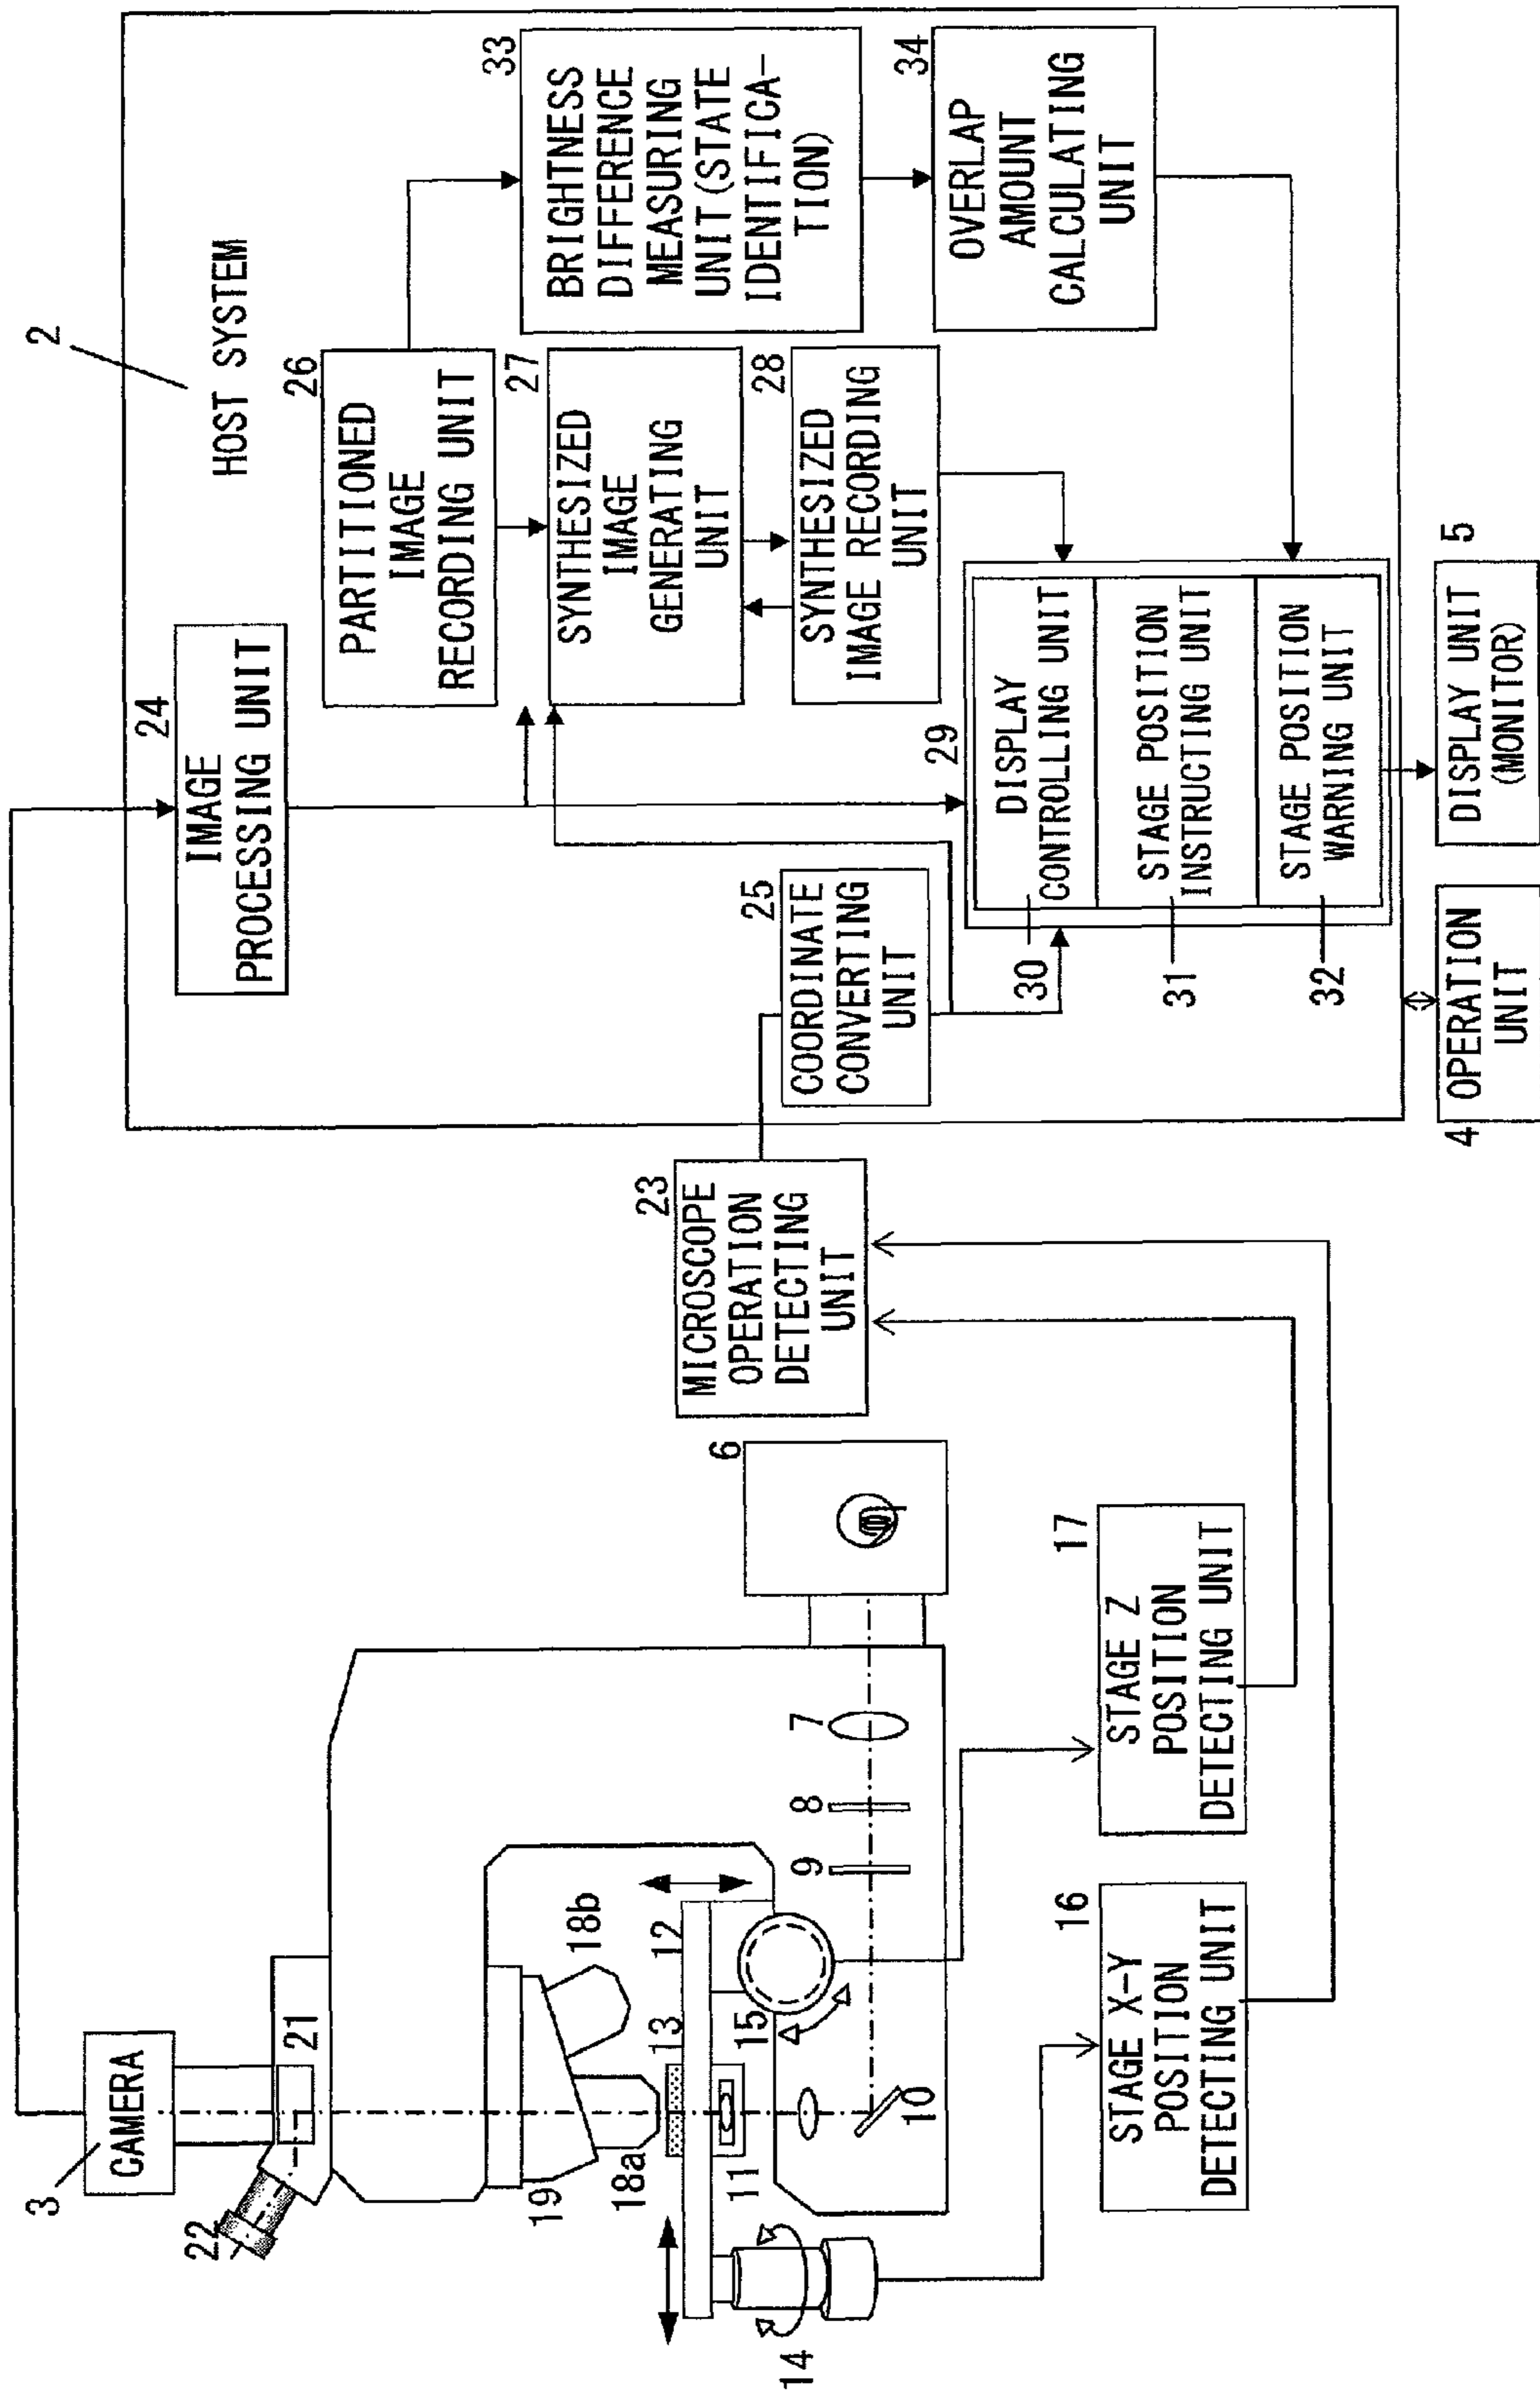 2
HOST SYSTEM
3
CAMERA
22
21
19
18a
18b
13
12
11
15
14
10
9
8
7
6
16
STAGE X-Y
POSITION
DETECTING UNIT
17
STAGE Z
POSITION
DETECTING UNIT
23
MICROSCOPE
OPERATION
DETECTING
UNIT
24
IMAGE
PROCESSING UNIT
25
COORDINATE
CONVERTING
UNIT
26
PARTITIONED
IMAGE
RECORDING UNIT
27
SYNTHESIZED
IMAGE
GENERATING
UNIT
28
SYNTHESIZED
IMAGE RECORDING
UNIT
33
BRIGHTNESS
DIFFERENCE
MEASURING
UNIT(STATE
IDENTIFICA-
TION)
34
OVERLAP
AMOUNT
CALCULATING
UNIT
29
30
DISPLAY
CONTROLLING UNIT
31
STAGE POSITION
INSTRUCTING UNIT
32
STAGE POSITION
WARNING UNIT
4
OPERATION
UNIT
5
DISPLAY UNIT
(MONITOR)